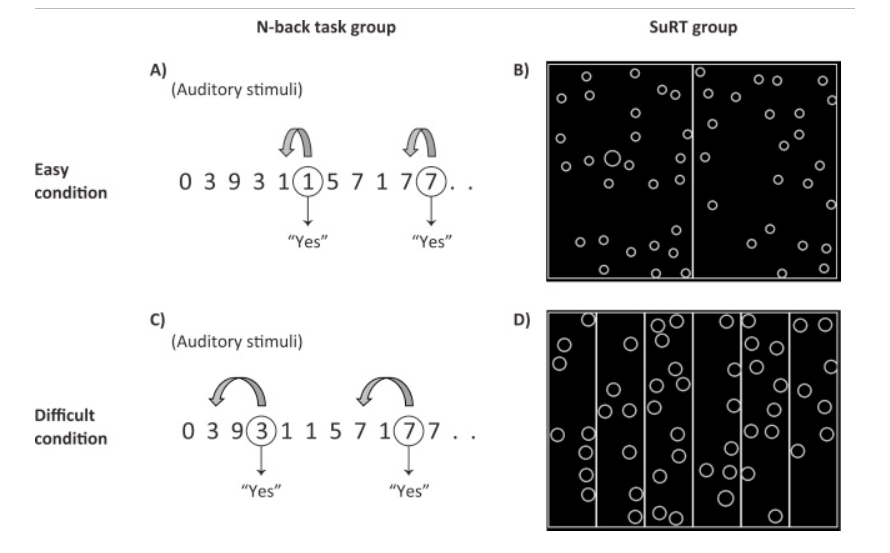 N-back task group
SuRT group
A)
B)
(Auditory stimuli)
Easy
condition
0 3 9 3 1 1 5 7 1 7 7 . .
“Yes” “Yes”
C)
D)
(Auditory stimuli)
Difficult
condition
0 3 9 3 1 1 5 7 1 7 7 . .
“Yes” “Yes”